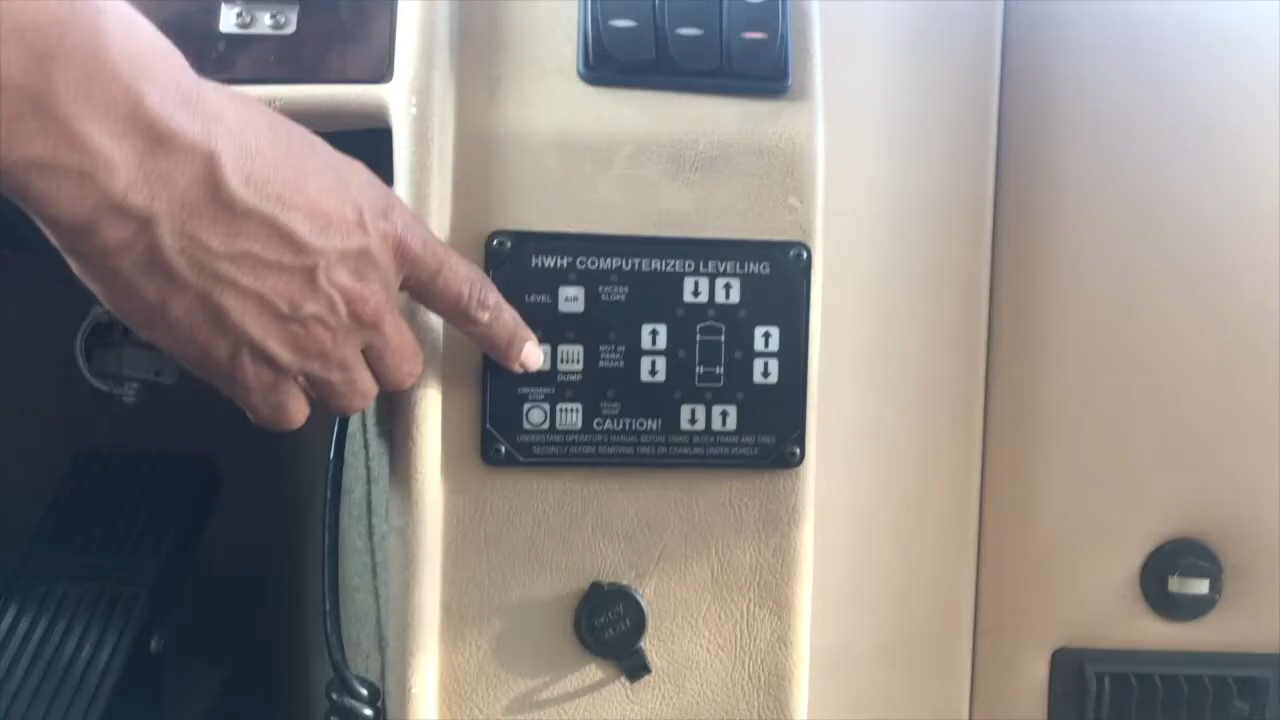 HWH® COMPUTERIZED LEVELING
LEVEL AIR
EXCESS SLOPE
NOT IN PARK/ BRAKE
DUMP
EMERGENCY STOP
TRAVEL MODE
CAUTION!
UNDERSTAND OPERATOR'S MANUAL BEFORE USING. BLOCK FRAME AND TIRES
SECURELY BEFORE REMOVING TIRES OR CRAWLING UNDER VEHICLE